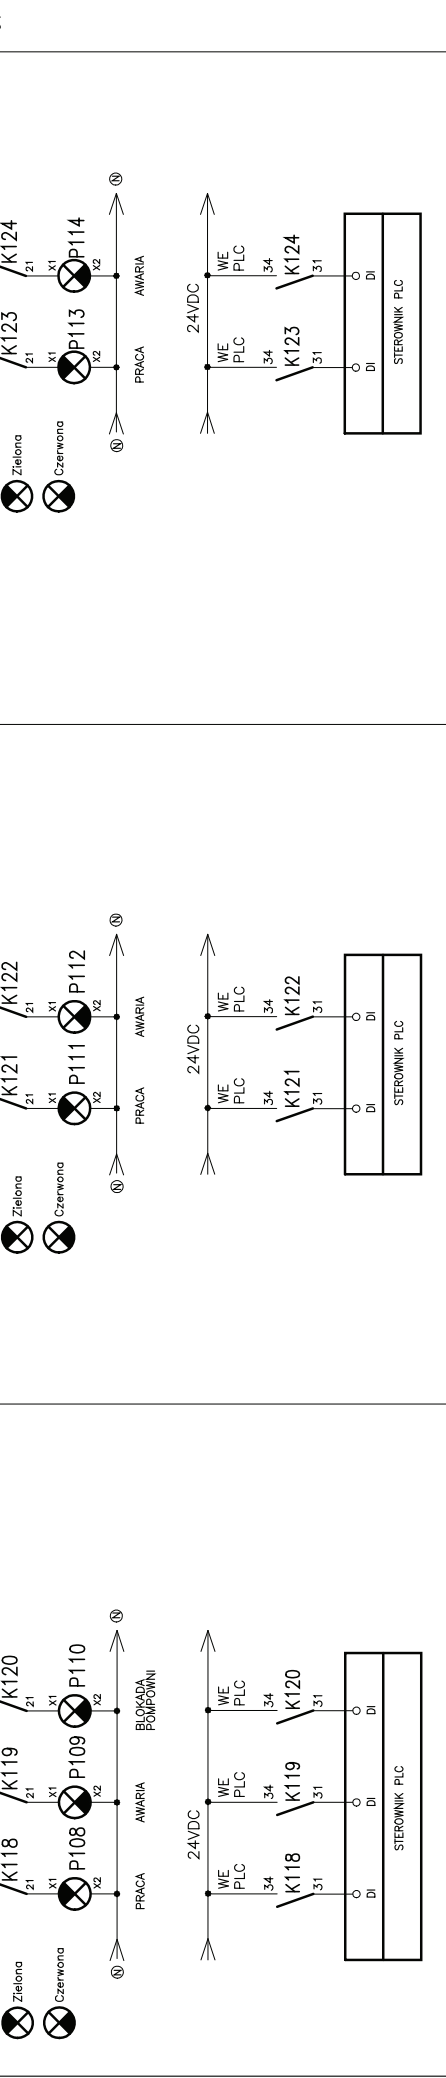 K124
21
X1
P114
X2
AWARIA
K123
21
X1
P113
X2
PRACA
N
N
Zielona
Czerwona
24VDC
WE
PLC
34
K124
31
DI
WE
PLC
34
K123
31
DI
STEROWNIK PLC
K122
21
X1
P112
X2
AWARIA
K121
21
X1
P111
X2
PRACA
N
N
Zielona
Czerwona
24VDC
WE
PLC
34
K122
31
DI
WE
PLC
34
K121
31
DI
STEROWNIK PLC
K120
21
X1
P110
X2
BLOKADA
POMPOWNI
K119
21
X1
P109
X2
AWARIA
K118
21
X1
P108
X2
PRACA
N
N
Zielona
Czerwona
24VDC
WE
PLC
34
K120
31
DI
WE
PLC
34
K119
31
DI
WE
PLC
34
K118
31
DI
STEROWNIK PLC